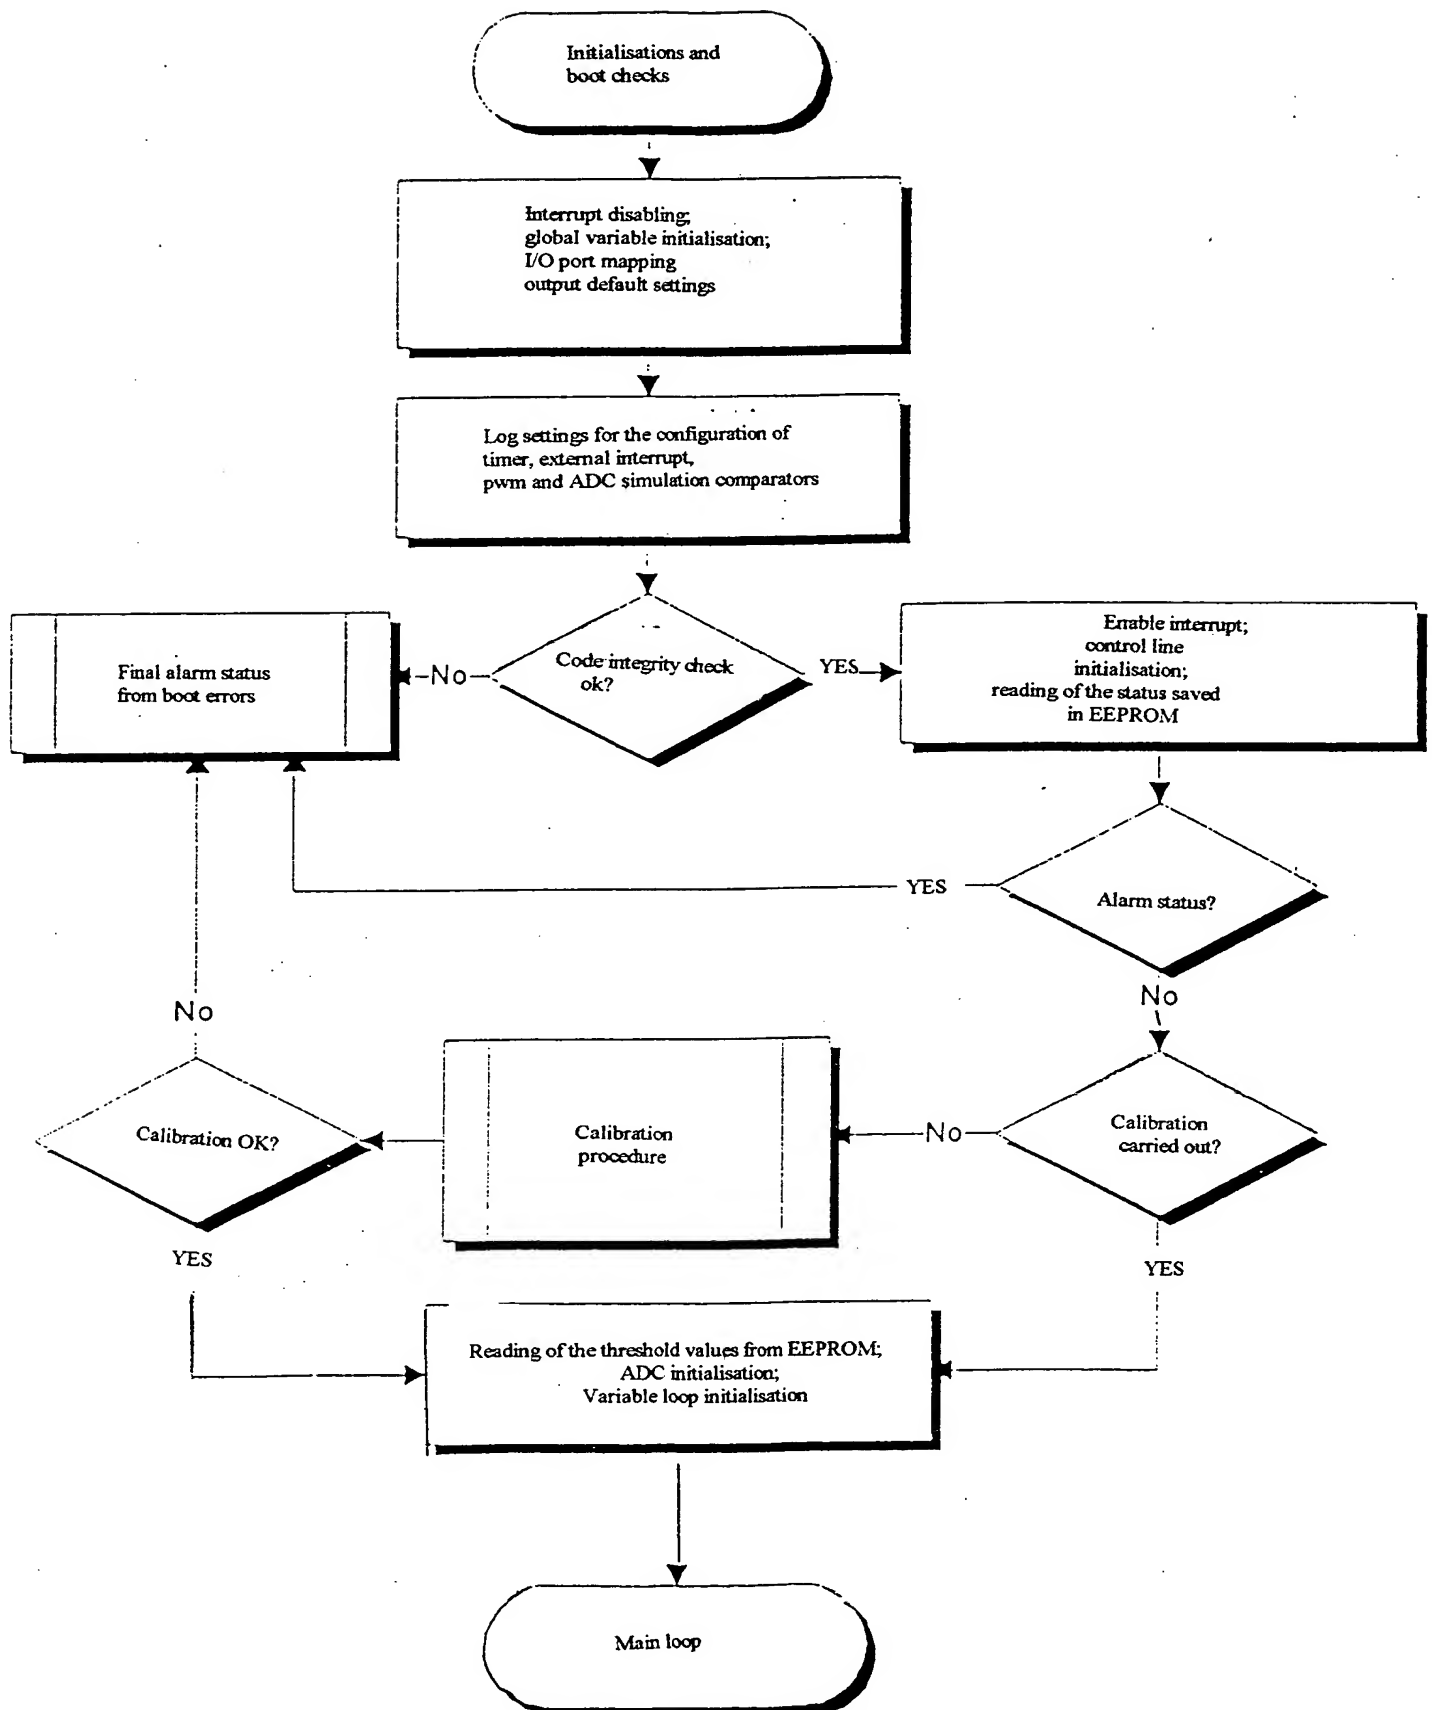 Initialisations and
boot checks
Interrupt disabling;
global variable initialisation;
I/O port mapping
output default settings
Log settings for the configuration of
timer, external interrupt,
pwm and ADC simulation comparators
Final alarm status
from boot errors
No
Code integrity check
ok?
YES
Enable interrupt;
control line
initialisation;
reading of the status saved
in EEPROM
YES
Alarm status?
No
No
Calibration OK?
Calibration
procedure
No
Calibration
carried out?
YES
YES
Reading of the threshold values from EEPROM;
ADC initialisation;
Variable loop initialisation
Main loop